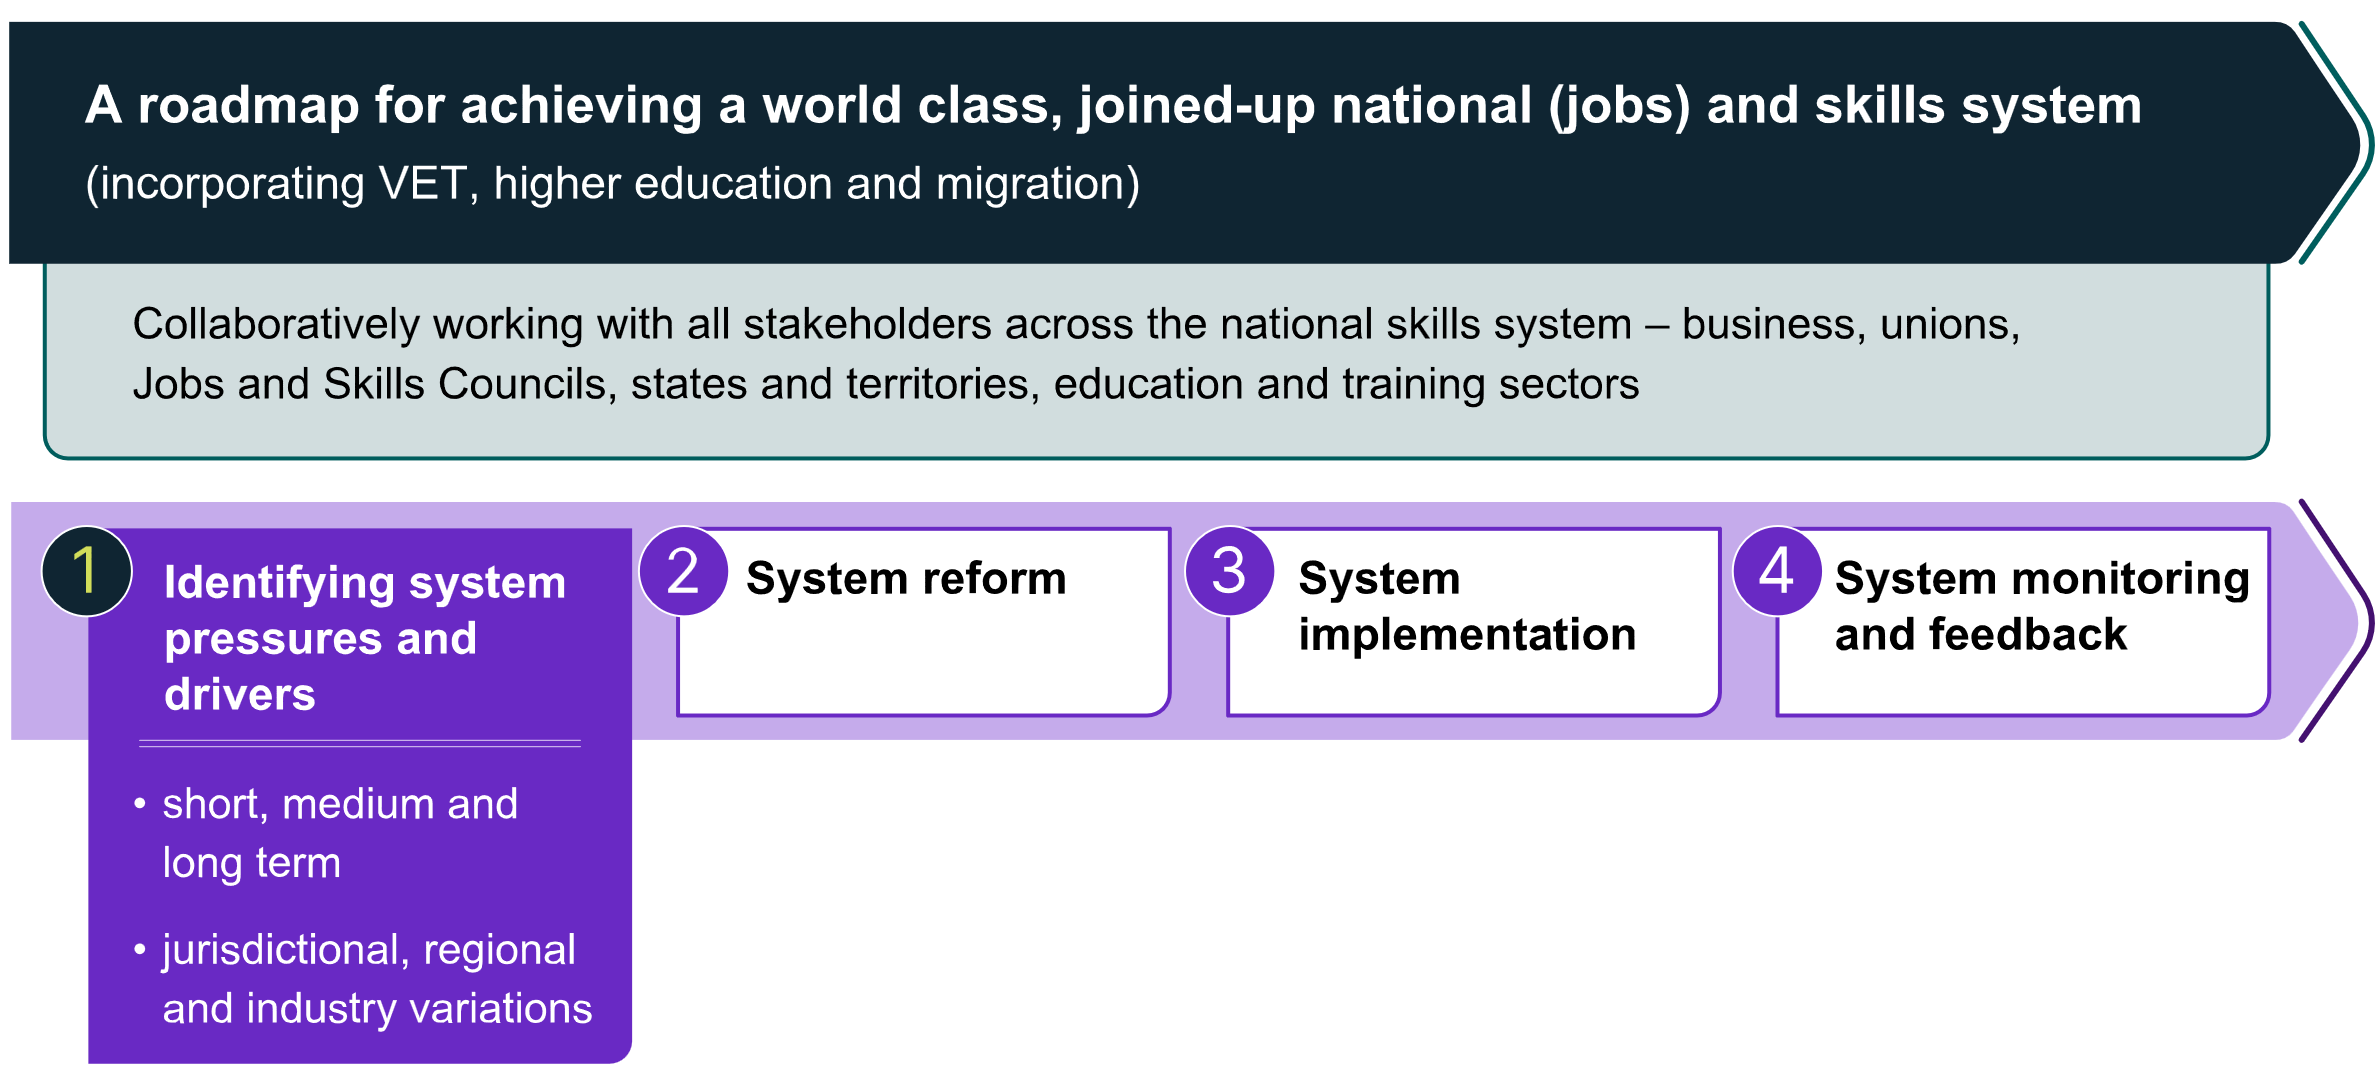 A roadmap for achieving a world class, joined-up national (jobs) and skills system
(incorporating VET, higher education and migration)
Collaboratively working with all stakeholders across the national skills system – business, unions,
Jobs and Skills Councils, states and territories, education and training sectors
1
Identifying system
pressures and
drivers
• short, medium and
long term
• jurisdictional, regional
and industry variations
2
System reform
3
System
implementation
4
System monitoring
and feedback